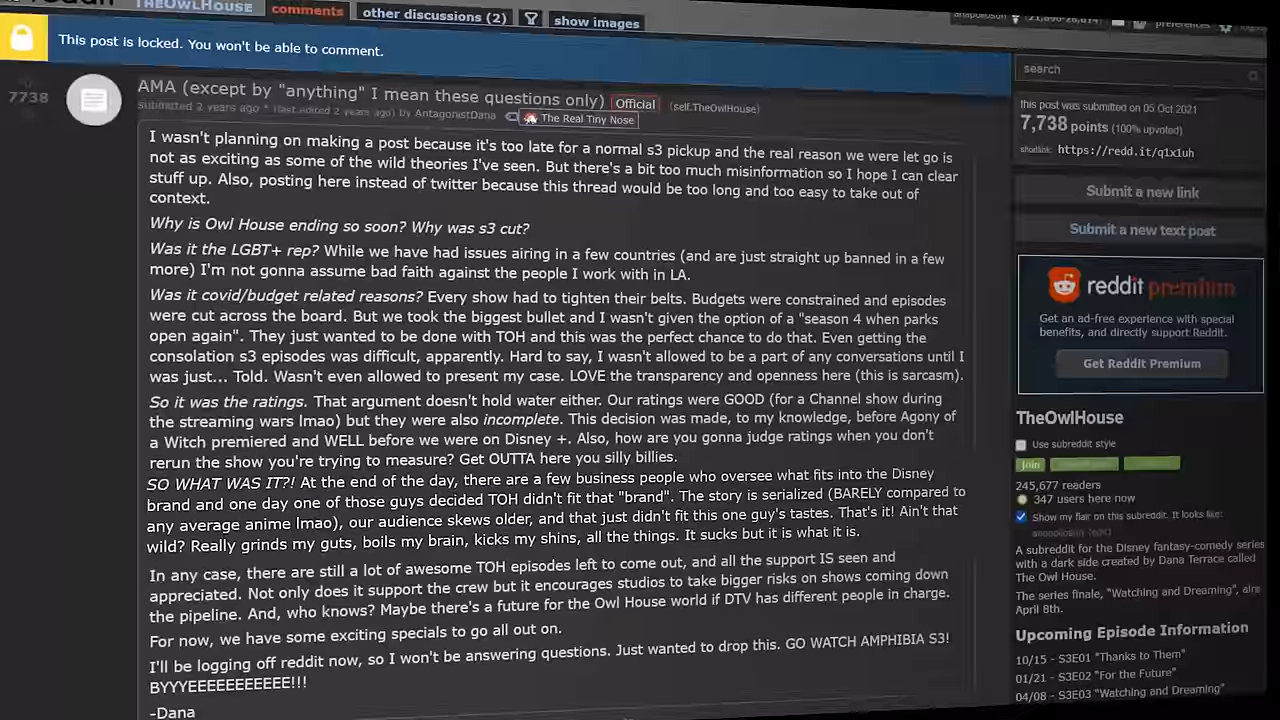 THEOWLHOUSE comments other discussions (2) show images
preferences
This post is locked. You won't be able to comment.
7738
AMA (except by "anything" I mean these questions only) Official (self.TheOwlHouse)
submitted 2 years ago * (last edited 2 years ago) by AntagonistDana The Real Tiny Nose
I wasn't planning on making a post because it's too late for a normal s3 pickup and the real reason we were let go is
not as exciting as some of the wild theories I've seen. But there's a bit too much misinformation so I hope I can clear
stuff up. Also, posting here instead of twitter because this thread would be too long and too easy to take out of
context.
Why is Owl House ending so soon? Why was s3 cut?
Was it the LGBT+ rep? While we have had issues airing in a few countries (and are just straight up banned in a few
more) I'm not gonna assume bad faith against the people I work with in LA.
Was it covid/budget related reasons? Every show had to tighten their belts. Budgets were constrained and episodes
were cut across the board. But we took the biggest bullet and I wasn't given the option of a "season 4 when parks
open again". They just wanted to be done with TOH and this was the perfect chance to do that. Even getting the
consolation s3 episodes was difficult, apparently. Hard to say, I wasn't allowed to be a part of any conversations until I
was just... Told. Wasn't even allowed to present my case. LOVE the transparency and openness here (this is sarcasm).
So it was the ratings. That argument doesn't hold water either. Our ratings were GOOD (for a Channel show during
the streaming wars lmao) but they were also incomplete. This decision was made, to my knowledge, before Agony of
a Witch premiered and WELL before we were on Disney +. Also, how are you gonna judge ratings when you don't
rerun the show you're trying to measure? Get OUTTA here you silly billies.
SO WHAT WAS IT?! At the end of the day, there are a few business people who oversee what fits into the Disney
brand and one day one of those guys decided TOH didn't fit that "brand". The story is serialized (BARELY compared to
any average anime lmao), our audience skews older, and that just didn't fit this one guy's tastes. That's it! Ain't that
wild? Really grinds my guts, boils my brain, kicks my shins, all the things. It sucks but it is what it is.
In any case, there are still a lot of awesome TOH episodes left to come out, and all the support IS seen and
appreciated. Not only does it support the crew but it encourages studios to take bigger risks on shows coming down
the pipeline. And, who knows? Maybe there's a future for the Owl House world if DTV has different people in charge.
For now, we have some exciting specials to go all out on.
I'll be logging off reddit now, so I won't be answering questions. Just wanted to drop this. GO WATCH AMPHIBIA S3!
BYYYEEEEEEEEEEE!!!
-Dana
search
this post was submitted on 05 Oct 2021
7,738 points (100% upvoted)
shortlink: https://redd.it/q1x1uh
Submit a new link
Submit a new text post
reddit premium
Get an ad-free experience with special
benefits, and directly support Reddit.
Get Reddit Premium
TheOwlHouse
Use subreddit style
join
245,677 readers
347 users here now
Show my flair on this subreddit. It looks like:
A subreddit for the Disney fantasy-comedy series
with a dark side created by Dana Terrace called
The Owl House.
The series finale, "Watching and Dreaming",
April 8th.
Upcoming Episode Information
10/15 - S3E01 "Thanks to Them"
01/21 - S3E02 "For the Future"
04/08 - S3E03 "Watching and Dreaming"